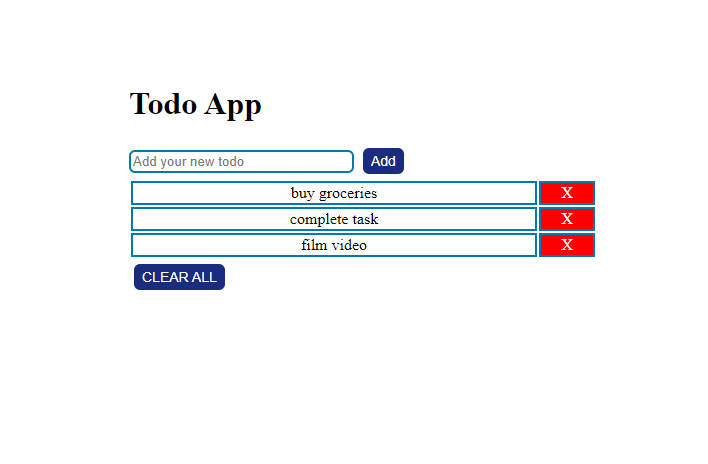 Todo App
Add your new todo Add
buy groceries X
complete task X
film video X
CLEAR ALL